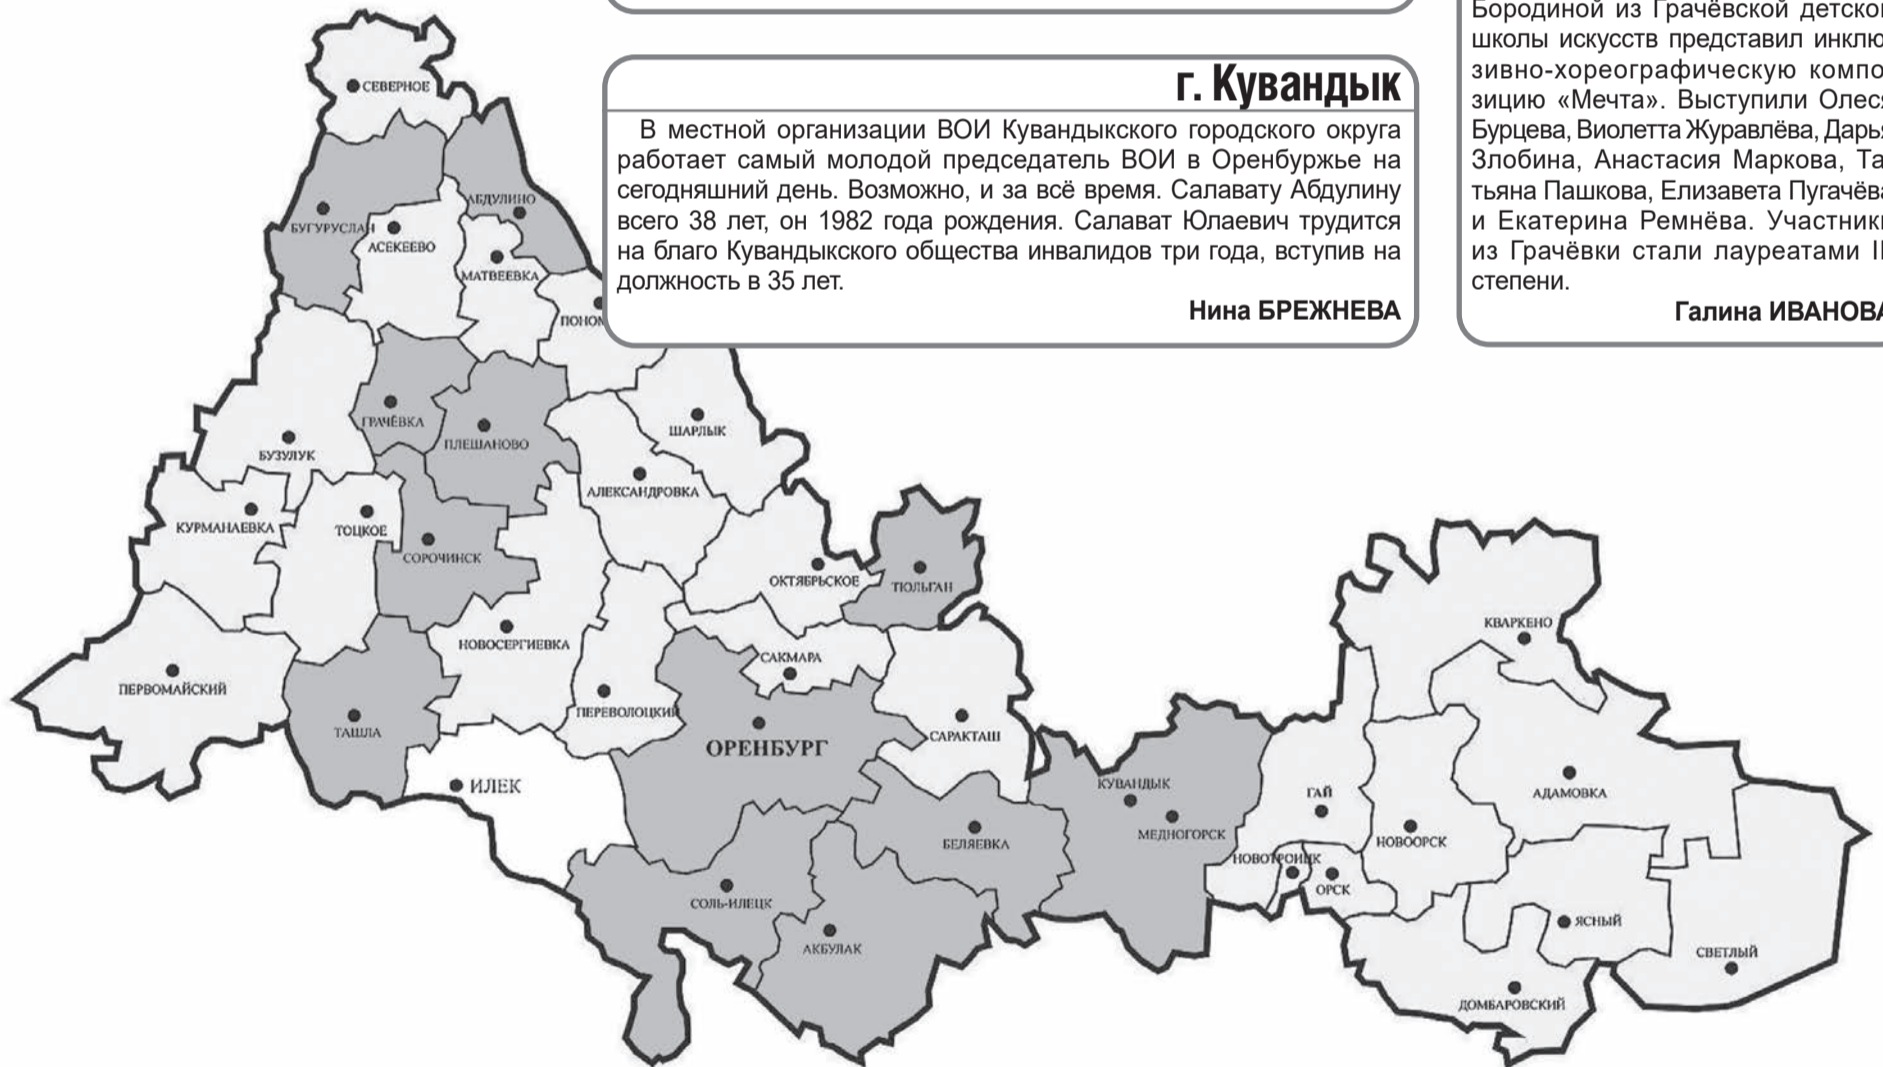 г. Кувандык
В местной организации ВОИ Кувандыкского городского округа
работает самый молодой председатель ВОИ в Оренбуржье на
сегодняшний день. Возможно, и за всё время. Салавату Абдулину
всего 38 лет, он 1982 года рождения. Салават Юлаевич трудится
на благо Кувандыкского общества инвалидов три года, вступив на
должность в 35 лет.
Нина БРЕЖНЕВА
Бородиной из Грачёвской детской
школы искусств представил инклю-
зивно-хореографическую компо-
зицию «Мечта». Выступили Олеся
Бурцева, Виолетта Журавлёва, Дарья
Злобина, Анастасия Маркова, Та-
тьяна Пашкова, Елизавета Пугачёва
и Екатерина Ремнёва. Участники
из Грачёвки стали лауреатами II
степени.
Галина ИВАНОВА
СЕВЕРНОЕ
БУГУРУСЛАН
АБДУЛИНО
АСЕКЕЕВО
МАТВЕЕВКА
ПОНОМ
ГРАЧЁВКА
ПЛЕШАНОВО
ШАРЛЫК
БУЗУЛУК
АЛЕКСАНДРОВКА
КУРМАНАЕВКА
ТОЦКОЕ
СОРОЧИНСК
ОКТЯБРЬСКОЕ
ТЮЛЬГАН
КВАРКЕНО
НОВОСЕРГИЕВКА
САКМАРА
ПЕРВОМАЙСКИЙ
ПЕРЕВОЛОЦКИЙ
ТАШЛА
ОРЕНБУРГ
САРАКТАШ
ИЛЕК
КУВАНДЫК
МЕДНОГОРСК
ГАЙ
АДАМОВКА
БЕЛЯЕВКА
НОВООРСК
НОВОТРОИЦК
ОРСК
СОЛЬ-ИЛЕЦК
АКБУЛАК
ЯСНЫЙ
СВЕТЛЫЙ
ДОМБАРОВСКИЙ